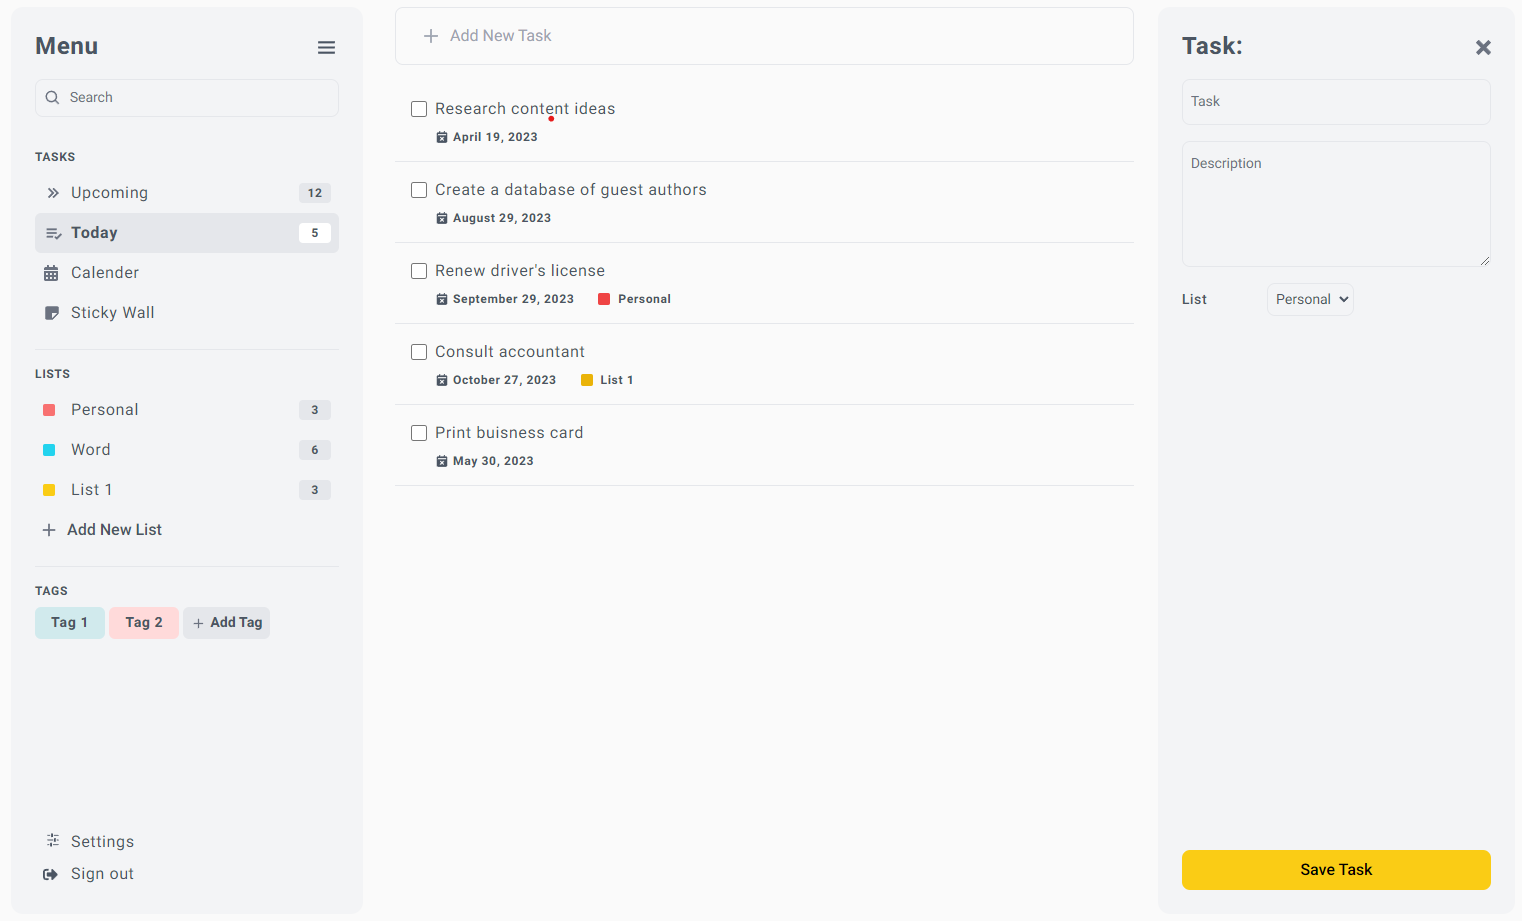 Menu
Search
TASKS
Upcoming 12
Today 5
Calender
Sticky Wall
LISTS
Personal 3
Word 6
List 1 3
Add New List
TAGS
Tag 1 Tag 2 Add Tag
Settings
Sign out
Add New Task
Research content ideas
April 19, 2023
Create a database of guest authors
August 29, 2023
Renew driver's license
September 29, 2023 Personal
Consult accountant
October 27, 2023 List 1
Print buisness card
May 30, 2023
Task:
Task
Description
List Personal
Save Task